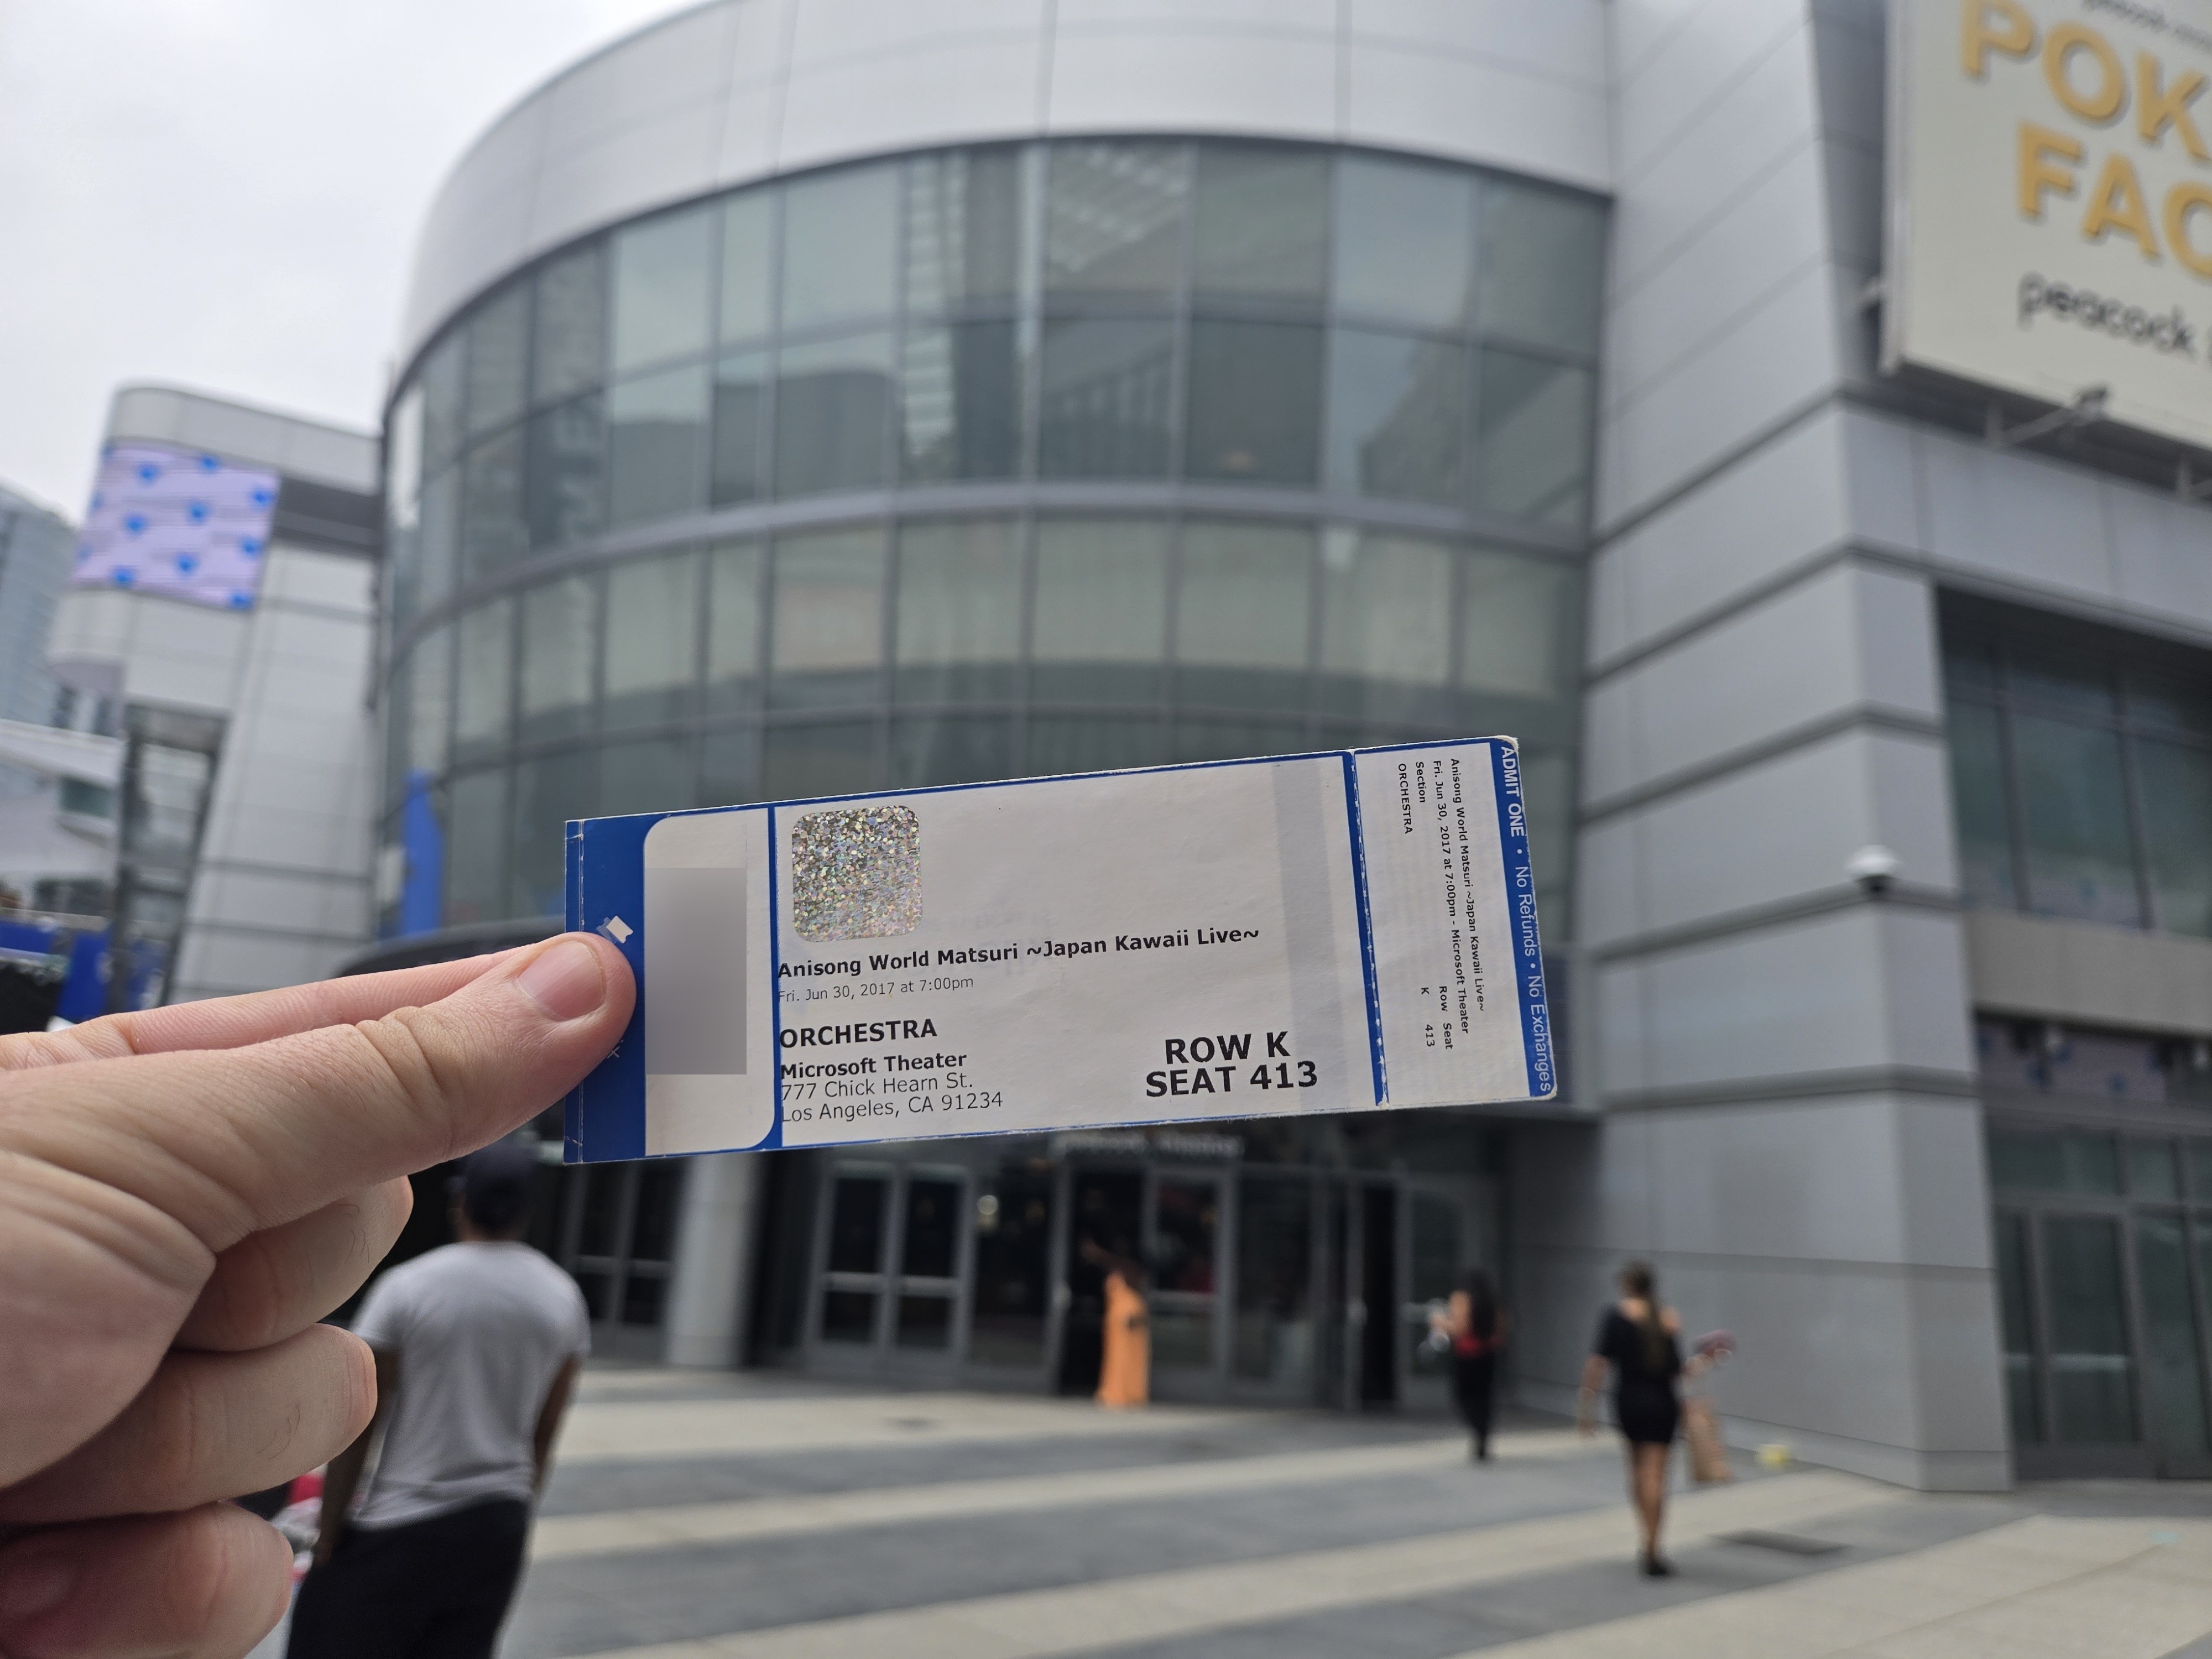 POK
FAC
peacock
Anisong World Matsuri ~Japan Kawaii Live~
Fri. Jun 30, 2017 at 7:00pm
ORCHESTRA
Microsoft Theater
777 Chick Hearn St.
Los Angeles, CA 91234
ROW K
SEAT 413
Anisong World Matsuri ~Japan Kawaii Live~
Fri. Jun 30, 2017 at 7:00pm - Microsoft Theater
Section Row Seat
ORCHESTRA K 413
ADMIT ONE • No Refunds • No Exchanges